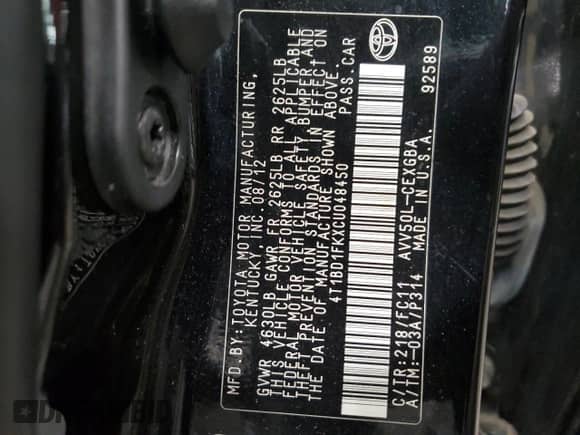 MFD.BY:TOYOTA MOTOR MANUFACTURING,
KENTUCKY, INC. 08/12
GVWR 4630LB GAWR FR 2625LB RR 2625LB
THIS VEHICLE CONFORMS TO ALL APPLICABLE
FEDERAL MOTOR VEHICLE SAFETY, BUMPER AND
THEFT PREVENTION STANDARDS IN EFFECT ON
THE DATE OF MANUFACTURE SHOWN ABOVE.
4T1BD1FKXCU048450 PASS.CAR
C/TR:218/FC11 AVV50L-CEXGBA
A/TM:-03A/P314 MADE IN U.S.A.
92589